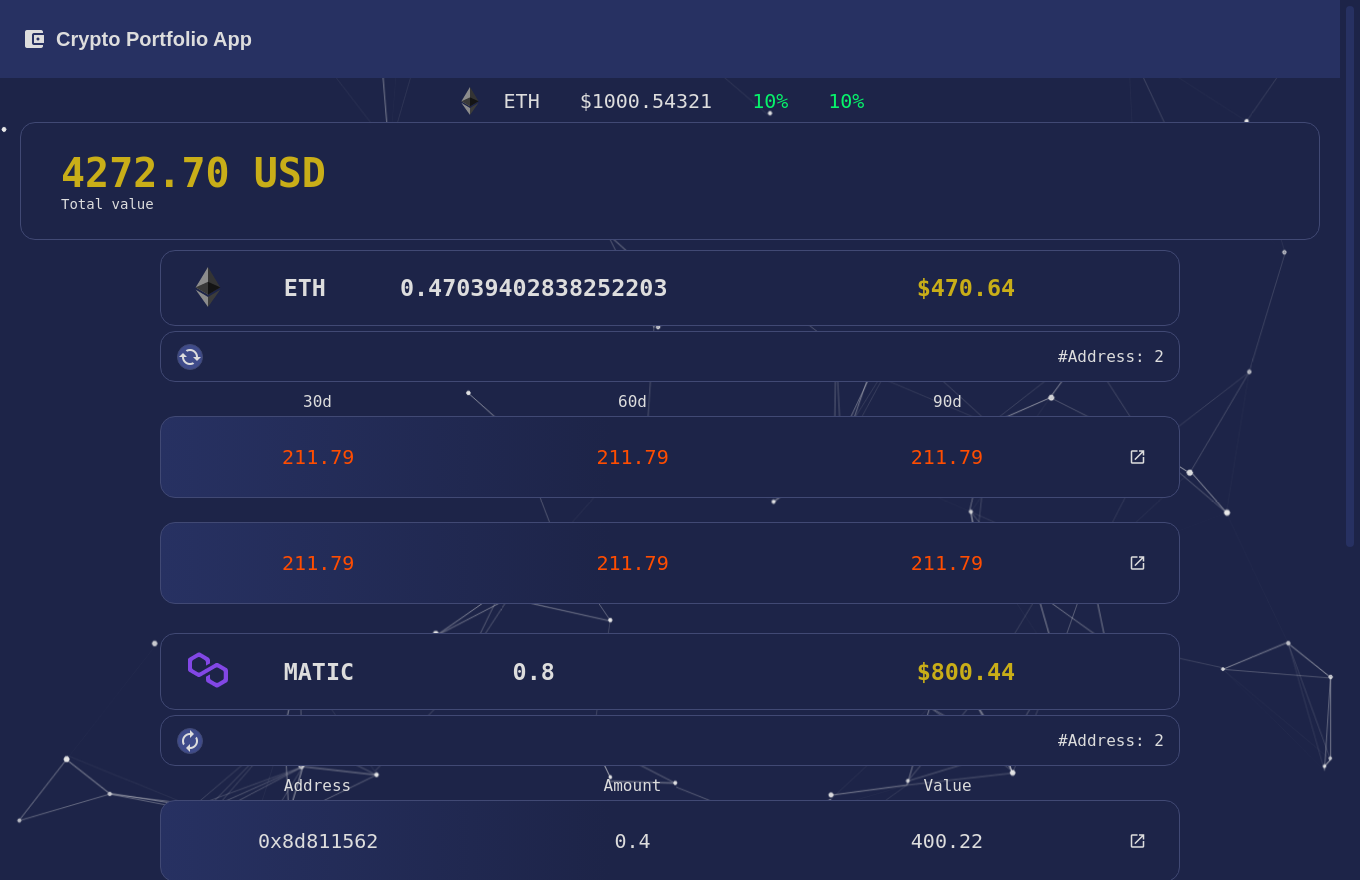 Crypto Portfolio App
ETH $1000.54321 10% 10%
4272.70 USD
Total value
ETH 0.47039402838252203 $470.64
#Address: 2
30d 60d 90d
211.79 211.79 211.79
211.79 211.79 211.79
MATIC 0.8 $800.44
#Address: 2
Address Amount Value
0x8d811562 0.4 400.22